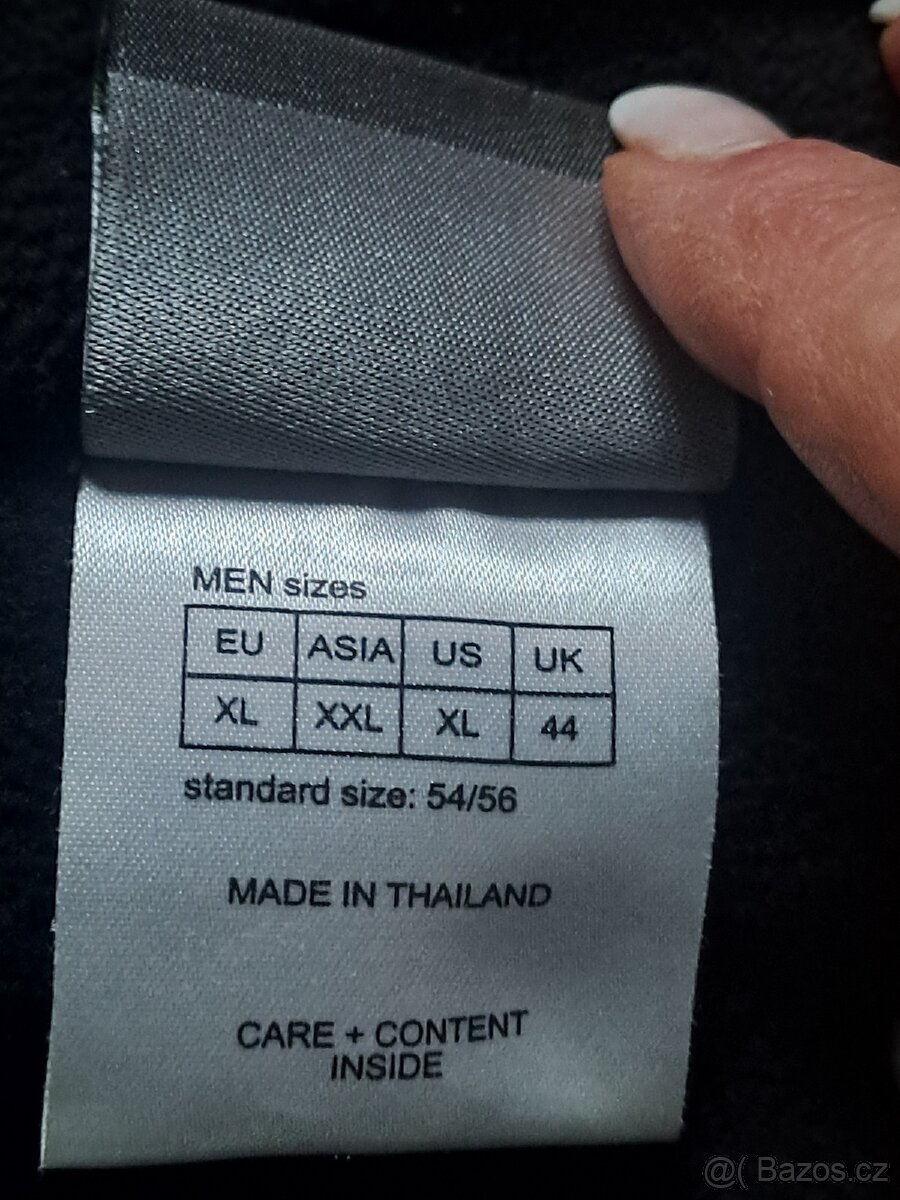 MEN sizes
EU ASIA US UK
XL XXL XL 44
standard size: 54/56
MADE IN THAILAND
CARE + CONTENT
INSIDE
@( Bazos.cz